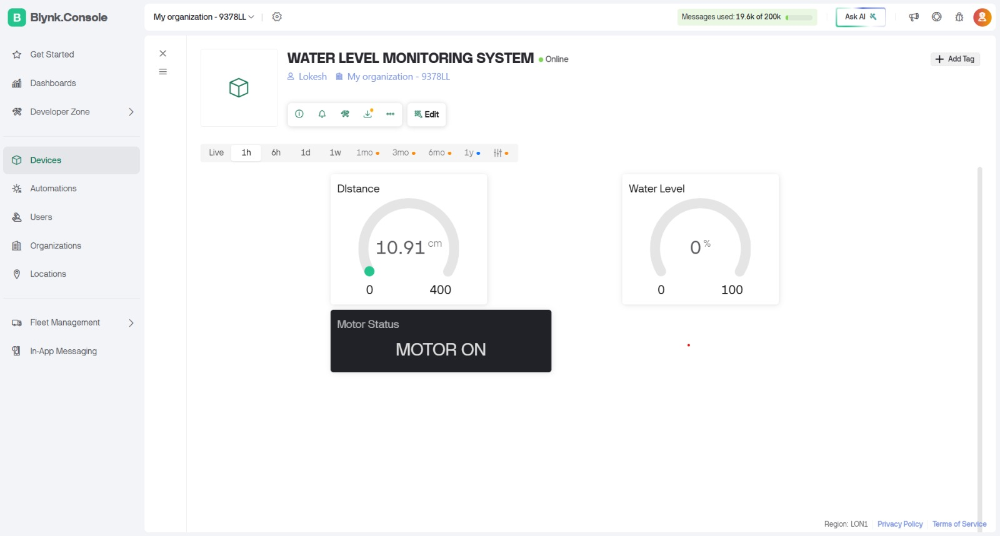 B Blynk.Console
My organization - 9378LL
Messages used: 19.6k of 200k
Ask AI
Get Started
Dashboards
Developer Zone
Devices
Automations
Users
Organizations
Locations
Fleet Management
In-App Messaging
WATER LEVEL MONITORING SYSTEM Online
Lokesh My organization - 9378LL
Add Tag
Edit
Live 1h 6h 1d 1w 1mo 3mo 6mo 1y
DIstance
10.91 cm
0 400
Water Level
0 %
0 100
Motor Status
MOTOR ON
Region: LON1 Privacy Policy Terms of Service